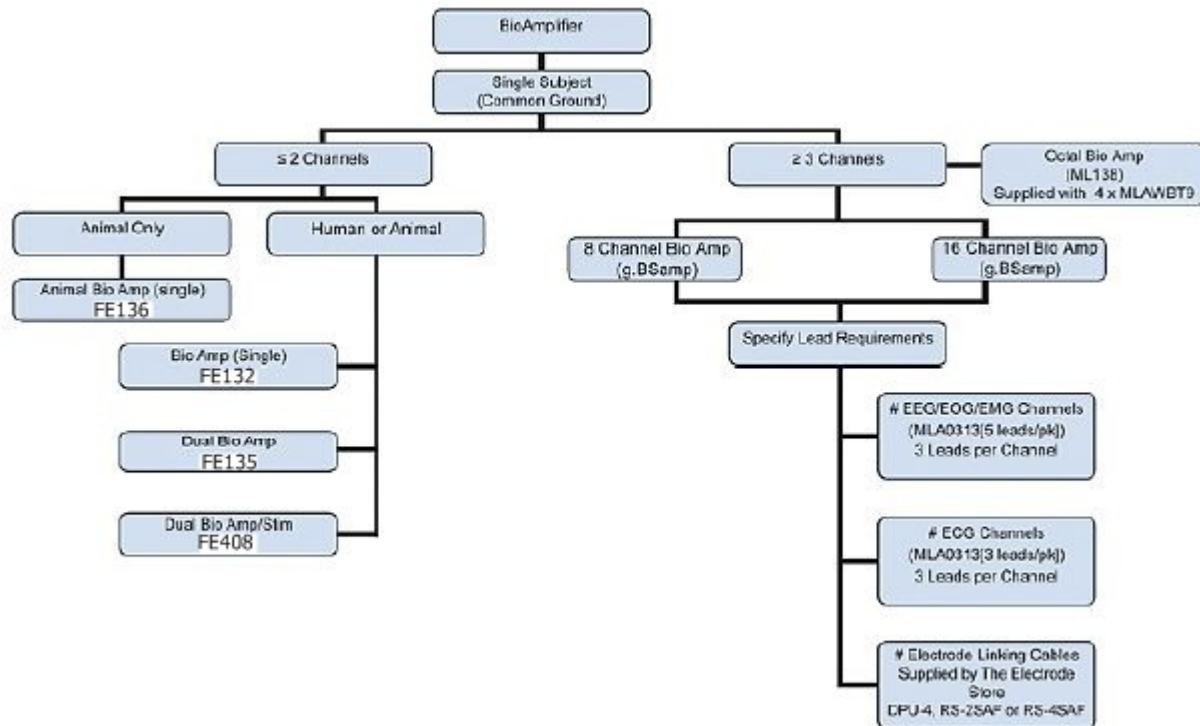 BioAmplifier
Single Subject
(Common Ground)
≤ 2 Channels
≥ 3 Channels
Octal Bio Amp
(ML138)
Supplied with 4 x MLAWBT9
Animal Only
Human or Animal
8 Channel Bio Amp
(g.BSamp)
16 Channel Bio Amp
(g.BSamp)
Animal Bio Amp (single)
FE136
Specify Lead Requirements
Bio Amp (Single)
FE132
Dual Bio Amp
FE135
Dual Bio Amp/Stim
FE408
# EEG/EOG/EMG Channels
(MLA0313[5 leads/pk])
3 Leads per Channel
# ECG Channels
(MLA0313[3 leads/pk])
3 Leads per Channel
# Electrode Linking Cables
Supplied by The Electrode
Store
DPU-4, RS-2SAF or RS-4SAF